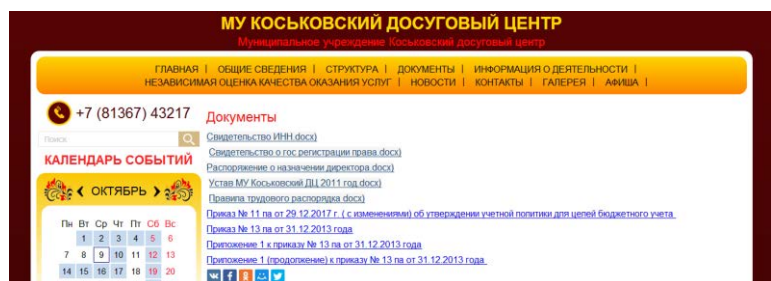 МУ КОСЬКОВСКИЙ ДОСУГОВЫЙ ЦЕНТР
Муниципальное учреждение Коськовский досуговый центр
ГЛАВНАЯ | ОБЩИЕ СВЕДЕНИЯ | СТРУКТУРА | ДОКУМЕНТЫ | ИНФОРМАЦИЯ О ДЕЯТЕЛЬНОСТИ |
НЕЗАВИСИМАЯ ОЦЕНКА КАЧЕСТВА ОКАЗАНИЯ УСЛУГ | НОВОСТИ | КОНТАКТЫ | ГАЛЕРЕЯ | АФИША |
+7 (81367) 43217
Поиск
КАЛЕНДАРЬ СОБЫТИЙ
ОКТЯБРЬ
Пн Вт Ср Чт Пт Сб Вс
1 2 3 4 5 6
7 8 9 10 11 12 13
14 15 16 17 18 19 20
Документы
Свидетельство ИНН.docx)
Свидетельство о гос регистрации права.docx)
Распоряжение о назначении директора.docx)
Устав МУ Коськовский ДЦ 2011 год.docx)
Правила трудового распорядка.docx)
Приказ № 11 па от 29.12.2017 г. ( с изменениями) об утверждении учетной политики для целей бюджетного учета
Приказ № 13 па от 31.12.2013 года
Приложение 1 к приказу № 13 па от 31.12.2013 года
Приложение 1 (продолжение) к приказу № 13 па от 31.12.2013 года